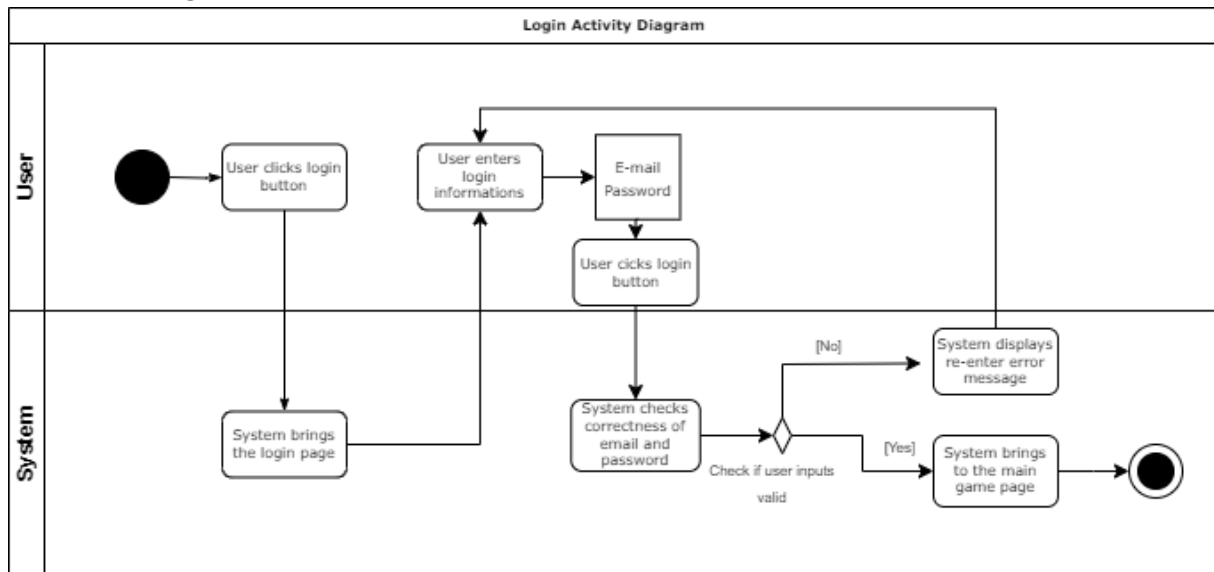 Login Activity Diagram
User
User clicks login
button
User enters
login
informations
E-mail
Password
User cicks login
button
System
System brings
the login page
System checks
correctness of
email and
password
Check if user inputs
valid
[No]
System displays
re-enter error
message
[Yes]
System brings
to the main
game page